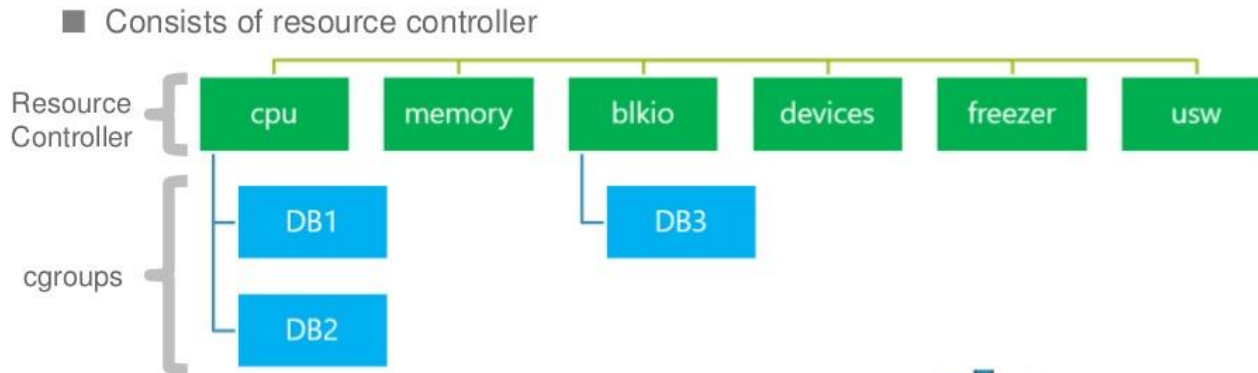 Consists of resource controller
Resource
Controller
cpu
memory
blkio
devices
freezer
usw
cgroups
DB1
DB3
DB2